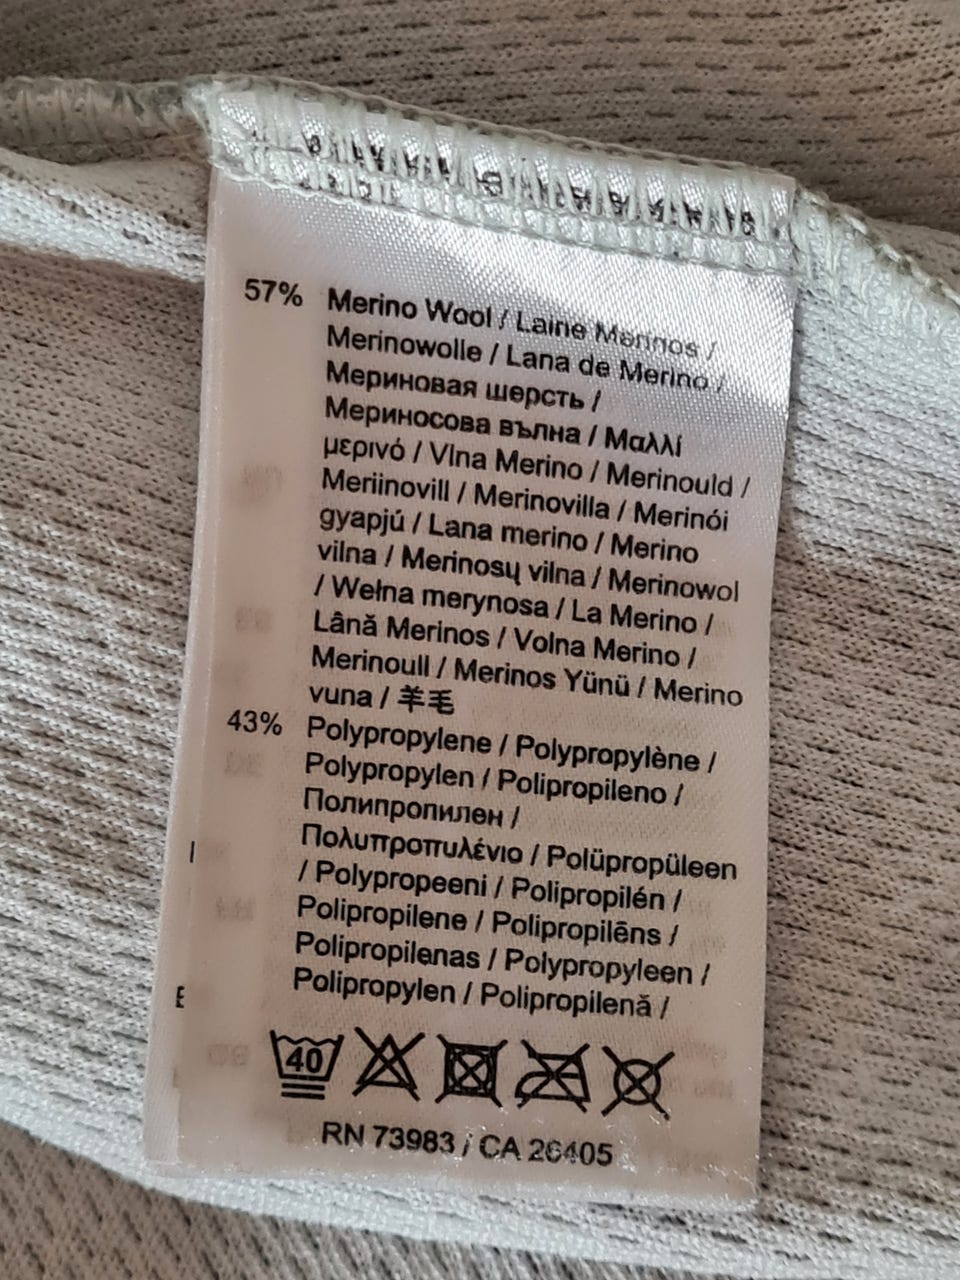 57% Merino Wool / Laine Merinos /
Merinowolle / Lana de Merino /
Мериновая шерсть /
Мериносова вълна / Μαλλί
μερινό / Vlna Merino / Merinould /
Meriinovill / Merinovilla / Merinói
gyapjú / Lana merino / Merino
vilna / Merinosų vilna / Merinowol
/ Wełna merynosa / La Merino /
Lână Merinos / Volna Merino /
Merinoull / Merinos Yünü / Merino
vuna / 羊毛
43% Polypropylene / Polypropylène /
Polypropylen / Polipropileno /
Полипропилен /
Πολυπροπυλένιο / Polüpropüleen
/ Polypropeeni / Polipropilén /
Polipropilene / Polipropilēns /
Polipropilenas / Polypropyleen /
Polipropylen / Polipropilenă /
40
RN 73983 / CA 26405